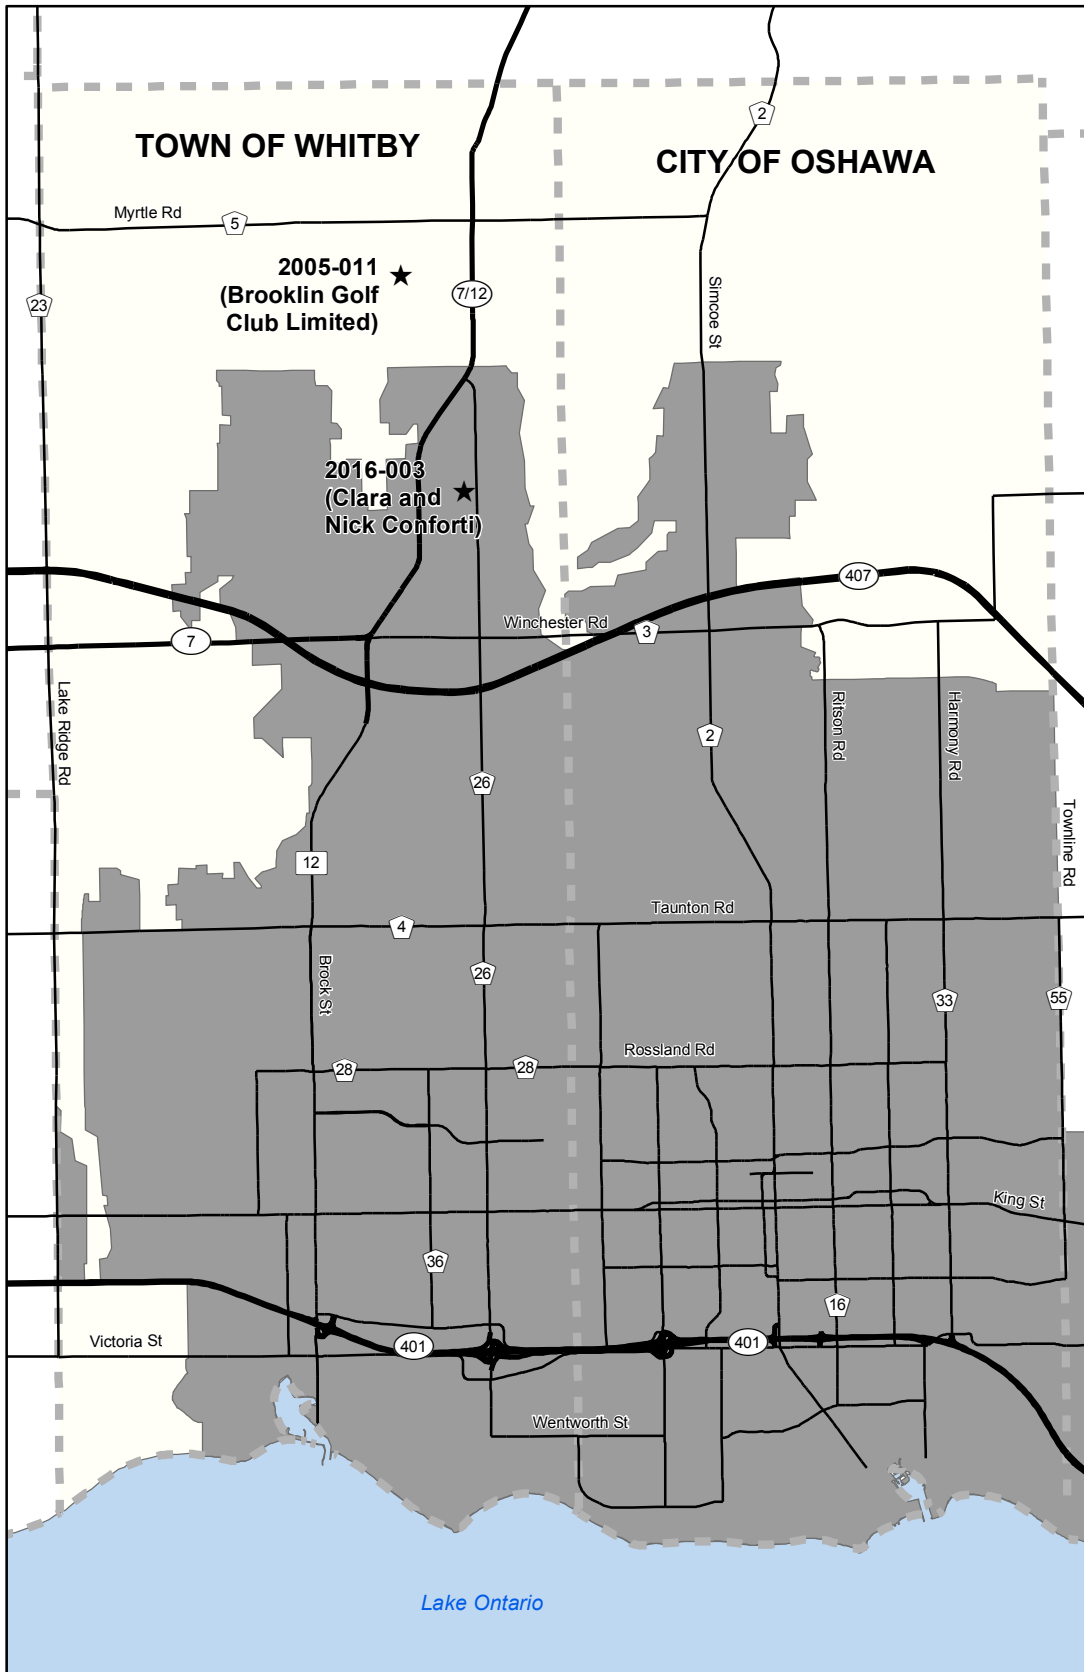 2
TOWN OF WHITBY
CITY OF OSHAWA
Myrtle Rd
5
2005-011
(Brooklin Golf
Club Limited)
7/12
23
Simcoe St
2016-003
(Clara and
Nick Conforti)
407
Winchester Rd
3
7
Lake Ridge Rd
Ritson Rd
Harmony Rd
2
26
Townline Rd
12
Taunton Rd
4
26
Brock St
33
55
Rossland Rd
28
28
King St
36
16
Victoria St
401
401
Wentworth St
Lake Ontario